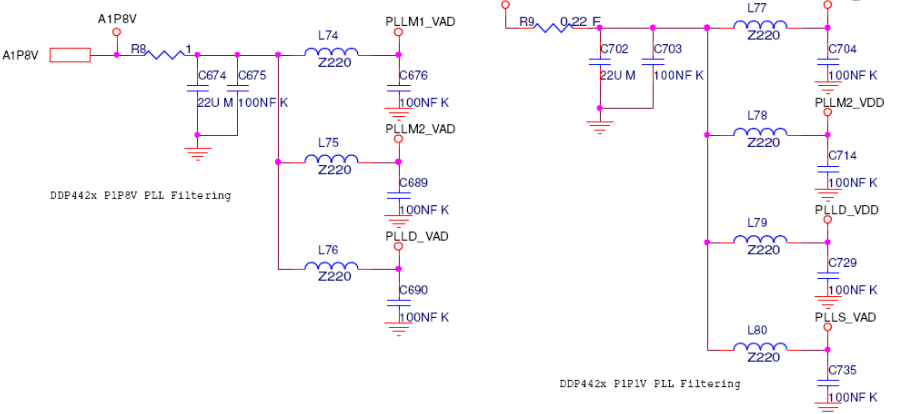 A1P8V
A1P8V
R8
1
C674
22U M
C675
100NF K
L74
Z220
PLLM1_VAD
C676
100NF K
L75
Z220
PLLM2_VAD
C689
100NF K
L76
Z220
PLLD_VAD
C690
100NF K
DDP442x P1P8V PLL Filtering
R9
0.22 F
C702
22U M
C703
100NF K
L77
Z220
C704
100NF K
L78
Z220
PLLM2_VDD
C714
100NF K
L79
Z220
PLLD_VDD
C729
100NF K
L80
Z220
PLLS_VAD
C735
100NF K
DDP442x P1P1V PLL Filtering